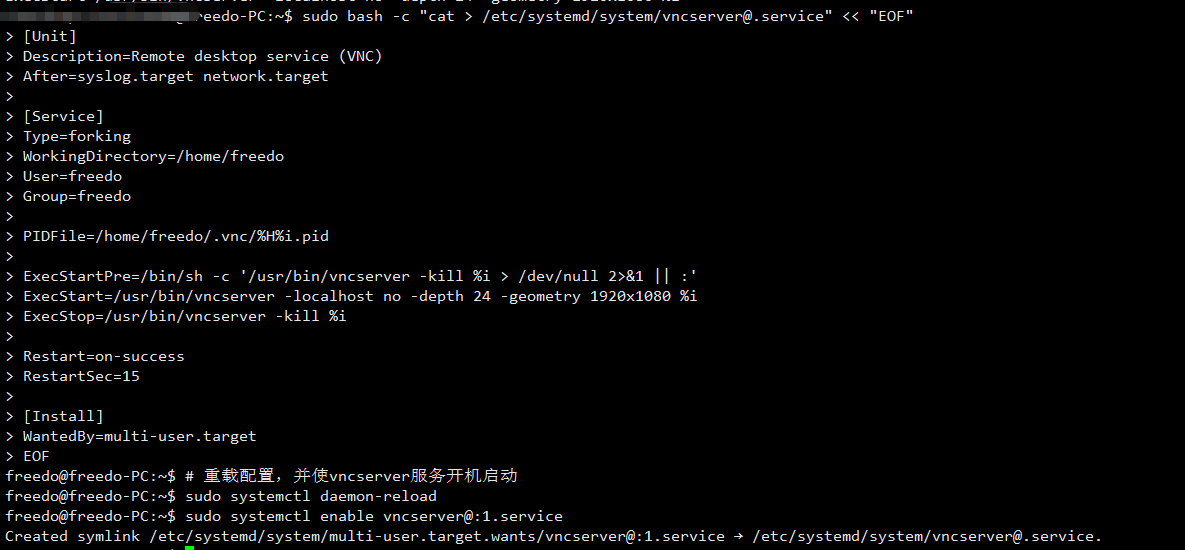 freedo-PC:~$ sudo bash -c "cat > /etc/systemd/system/vncserver@.service" << "EOF"
> [Unit]
> Description=Remote desktop service (VNC)
> After=syslog.target network.target
>
> [Service]
> Type=forking
> WorkingDirectory=/home/freedo
> User=freedo
> Group=freedo
>
> PIDFile=/home/freedo/.vnc/%H%i.pid
>
> ExecStartPre=/bin/sh -c '/usr/bin/vncserver -kill %i > /dev/null 2>&1 || :'
> ExecStart=/usr/bin/vncserver -localhost no -depth 24 -geometry 1920x1080 %i
> ExecStop=/usr/bin/vncserver -kill %i
>
> Restart=on-success
> RestartSec=15
>
> [Install]
> WantedBy=multi-user.target
> EOF
freedo@freedo-PC:~$ # 重载配置，并使vncserver服务开机启动
freedo@freedo-PC:~$ sudo systemctl daemon-reload
freedo@freedo-PC:~$ sudo systemctl enable vncserver@:1.service
Created symlink /etc/systemd/system/multi-user.target.wants/vncserver@:1.service → /etc/systemd/system/vncserver@.service.